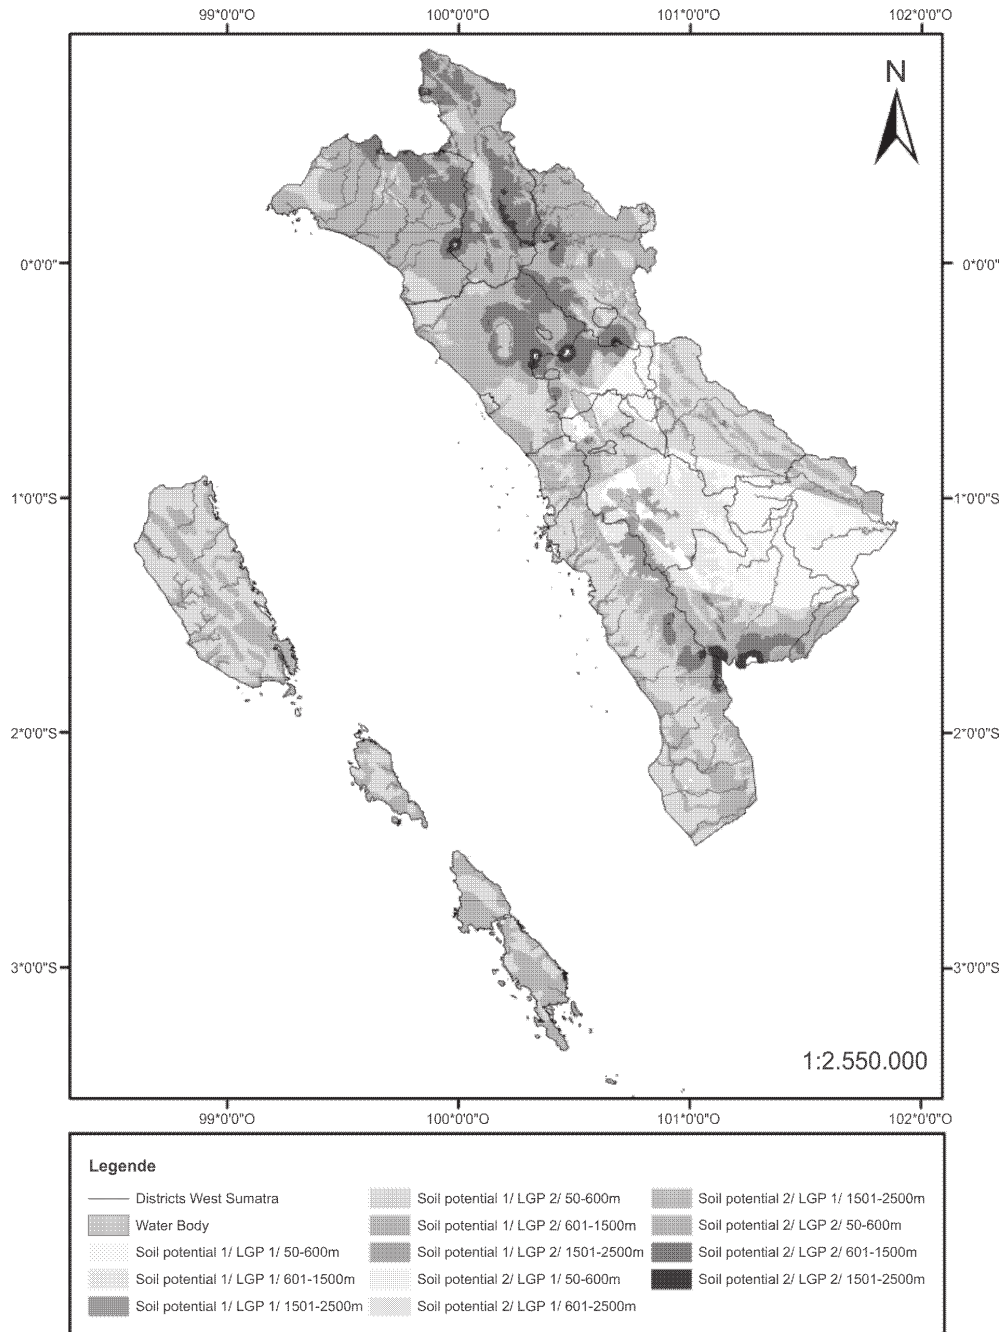 99°0'0"O 100°0'0"O 101°0'0"O 102°0'0"O
N
0°0'0" 0°0'0"
1°0'0"S 1°0'0"S
2°0'0"S 2°0'0"S
3°0'0"S 3°0'0"S
1:2.550.000
99°0'0"O 100°0'0"O 101°0'0"O 102°0'0"O
Legende
Districts West Sumatra
Water Body
Soil potential 1/ LGP 1/ 50-600m
Soil potential 1/ LGP 1/ 601-1500m
Soil potential 1/ LGP 1/ 1501-2500m
Soil potential 1/ LGP 2/ 50-600m
Soil potential 1/ LGP 2/ 601-1500m
Soil potential 1/ LGP 2/ 1501-2500m
Soil potential 2/ LGP 1/ 50-600m
Soil potential 2/ LGP 1/ 601-2500m
Soil potential 2/ LGP 1/ 1501-2500m
Soil potential 2/ LGP 2/ 50-600m
Soil potential 2/ LGP 2/ 601-1500m
Soil potential 2/ LGP 2/ 1501-2500m